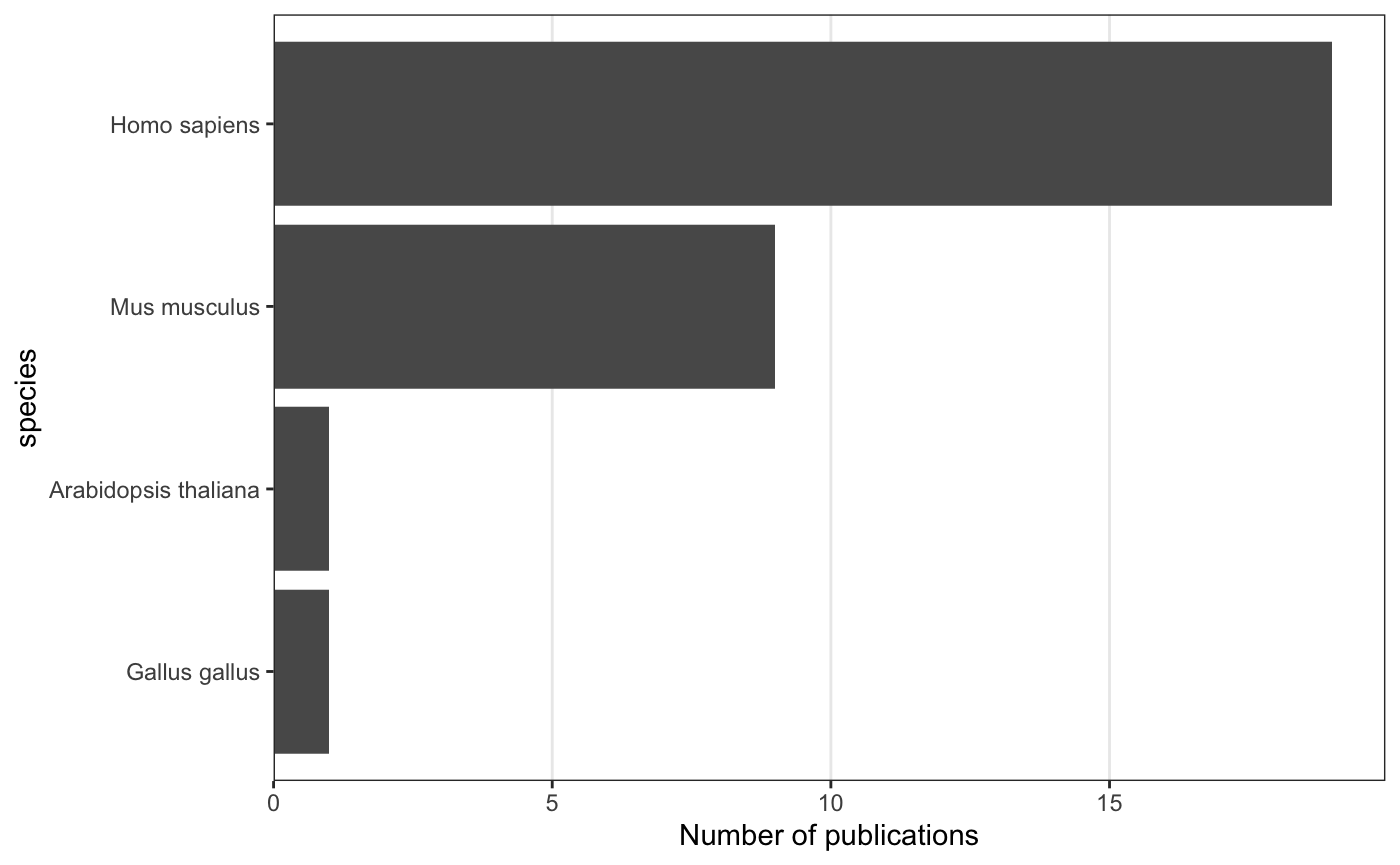 Homo sapiens
Mus musculus
Arabidopsis thaliana
Gallus gallus
species
0 5 10 15
Number of publications